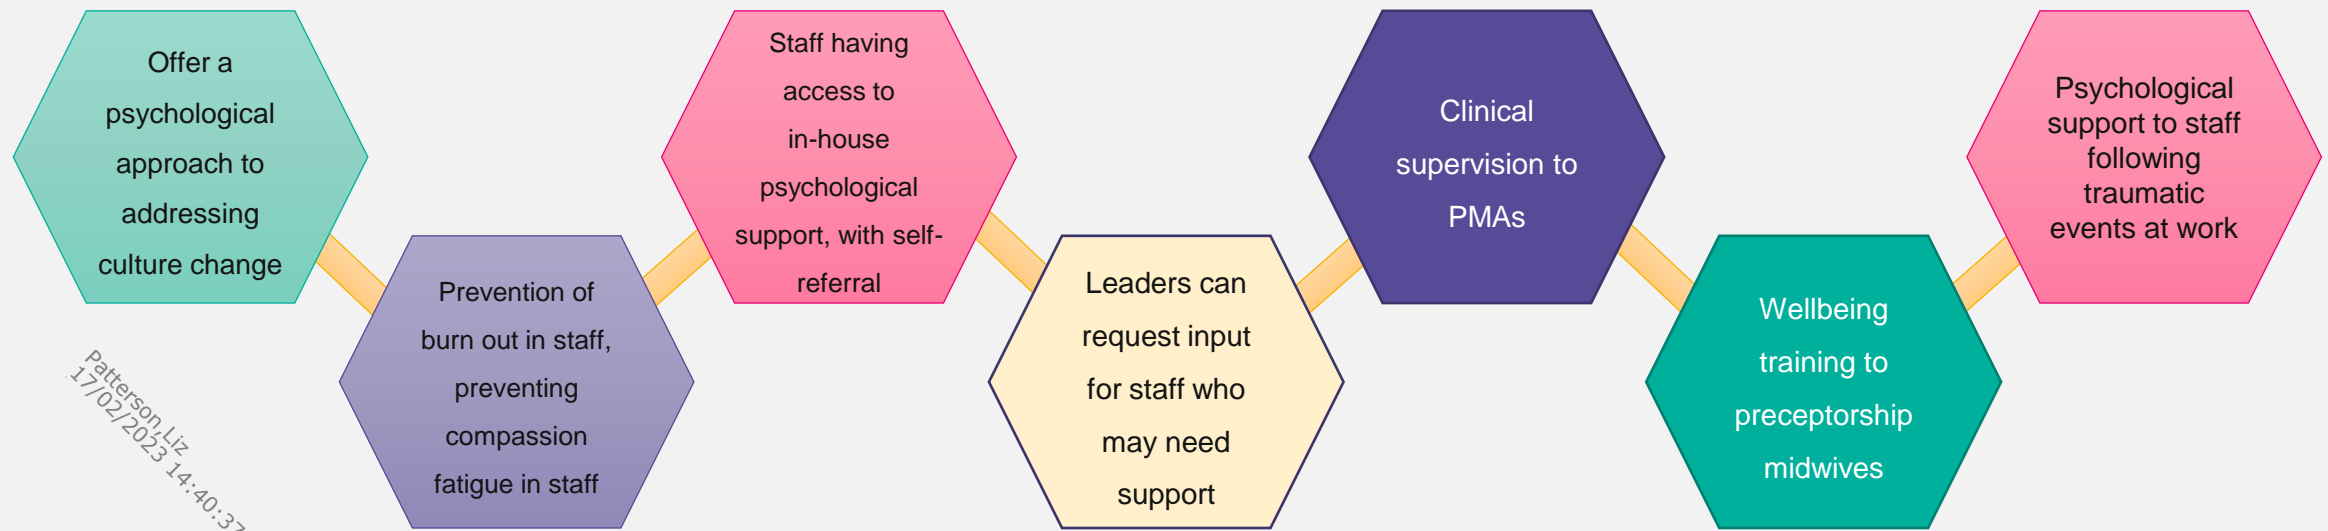 Offer a
psychological
approach to
addressing
culture change
Prevention of
burn out in staff,
preventing
compassion
fatigue in staff
Staff having
access to
in-house
psychological
support, with self-
referral
Leaders can
request input
for staff who
may need
support
Clinical
supervision to
PMAs
Wellbeing
training to
preceptorship
midwives
Psychological
support to staff
following
traumatic
events at work
Patterson,Liz
17/02/2023 14:40:37